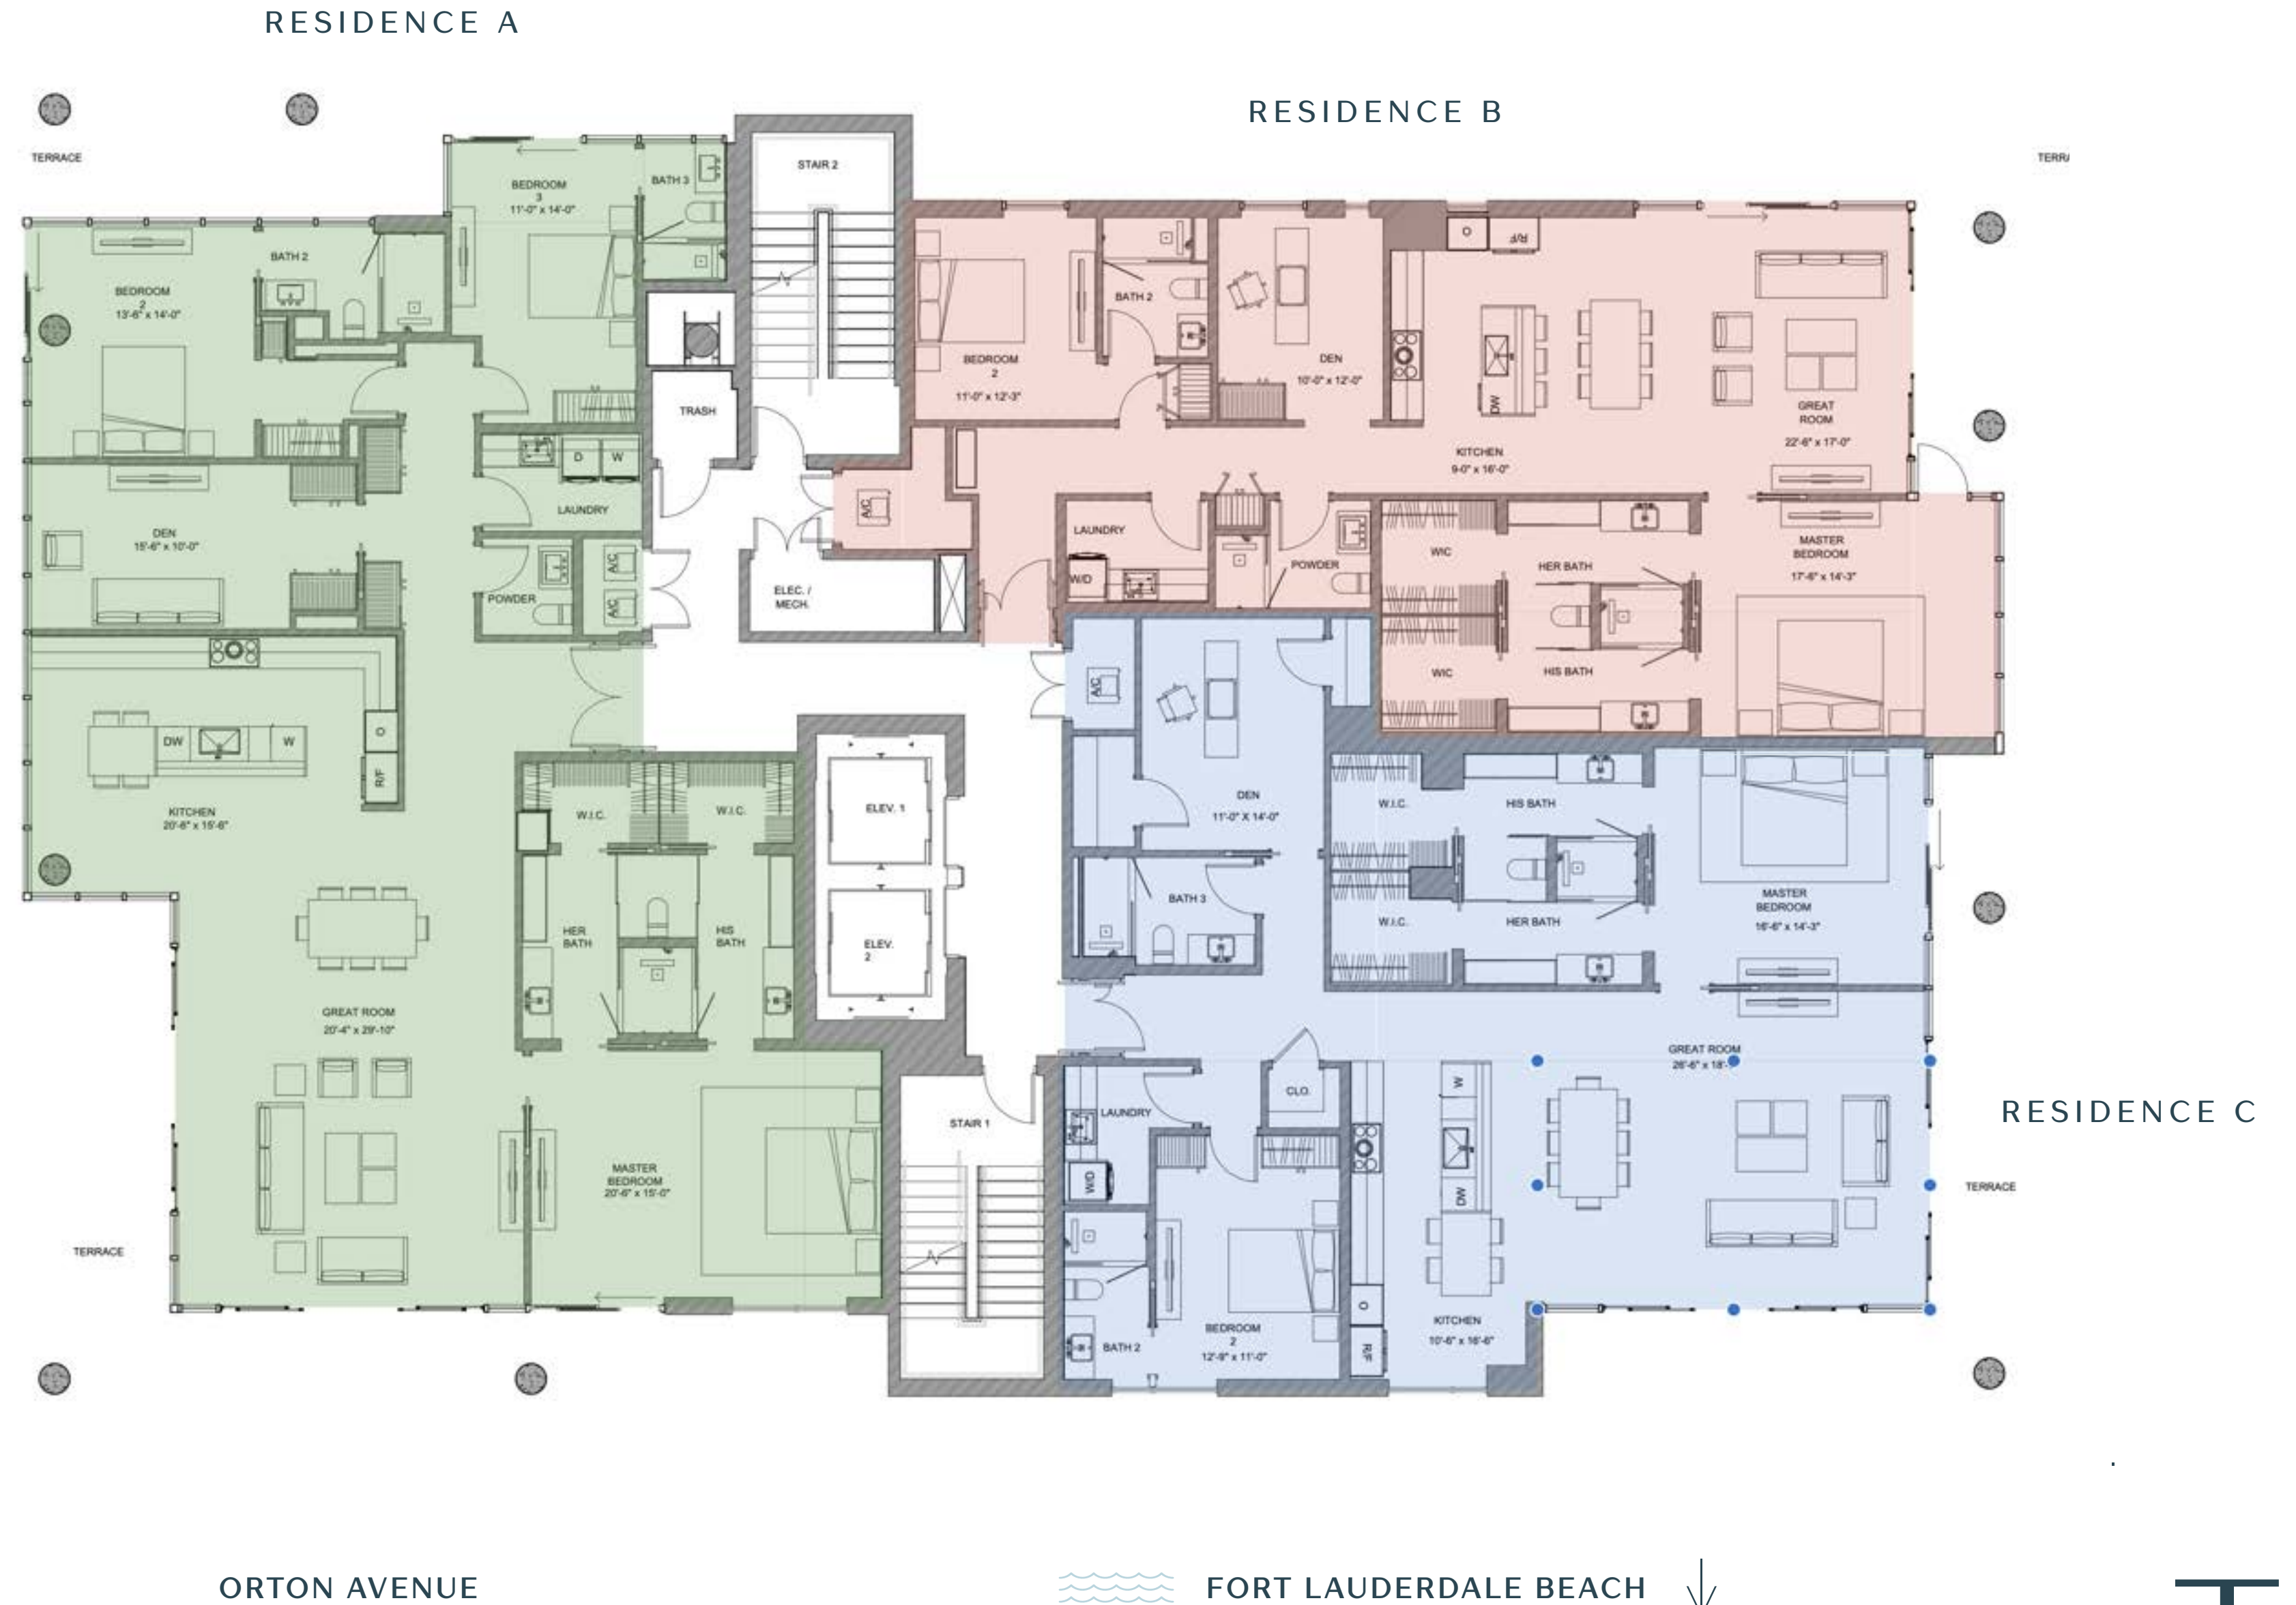 RESIDENCE A
RESIDENCE B
TERRACE
STAIR 2
TERR
BEDROOM
3
11'-0" x 14'-0"
BATH 3
BEDROOM
2
13'-6" x 14'-0"
BATH 2
TRASH
D
W
LAUNDRY
DEN
15'-6" x 10'-0"
POWDER
A/C
A/C
A/C
ELEC. /
MECH.
DW
W
O
R/F
KITCHEN
20'-6" x 15'-6"
W.I.C.
W.I.C.
HER
BATH
HIS
BATH
GREAT ROOM
20'-4" x 29'-10"
MASTER
BEDROOM
20'-6" x 15'-0"
TERRACE
ELEV. 1
ELEV.
2
STAIR 1
BEDROOM
2
11'-0" x 12'-3"
BATH 2
DEN
10'-0" x 12'-0"
O
R/F
DW
KITCHEN
9-0" x 16'-0"
GREAT
ROOM
22'-6" x 17'-0"
LAUNDRY
W/D
POWDER
WIC
HER BATH
WIC
HIS BATH
MASTER
BEDROOM
17'-6" x 14'-3"
A/C
DEN
11'-0" X 14'-0"
BATH 3
W.I.C.
HIS BATH
W.I.C.
HER BATH
MASTER
BEDROOM
16'-6" x 14'-3"
GREAT ROOM
26'-6" x 18'-
CLO.
LAUNDRY
W/D
W
DW
BATH 2
BEDROOM
2
12'-9" x 11'-0"
O
R/F
KITCHEN
10'-6" x 16'-6"
RESIDENCE C
TERRACE
ORTON AVENUE
FORT LAUDERDALE BEACH